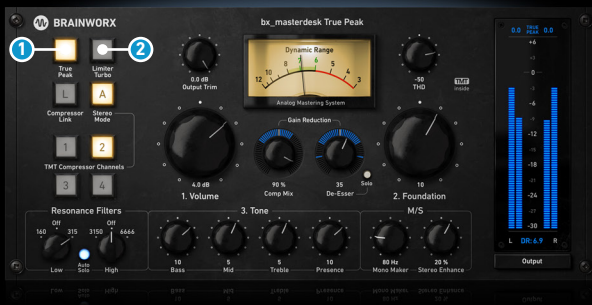 BRAINWORX
bx_masterdesk True Peak
1
2
True
Peak
Limiter
Turbo
L
A
Compressor
Link
Stereo
Mode
1
2
TMT Compressor Channels
3
4
0.0 dB
Output Trim
Dynamic Range
12
10
8
7
6
5
4
3
Analog Mastering System
-50
THD
TMT
inside
4.0 dB
1. Volume
Gain Reduction
90 %
Comp Mix
35
De-Esser
Solo
10
2. Foundation
Resonance Filters
Off
160
315
Low
Auto
Solo
Off
3150
6666
High
3. Tone
10
Bass
5
Mid
5
Treble
10
Presence
M/S
80 Hz
Mono Maker
20 %
Stereo Enhance
0.0
TRUE
PEAK
0.0
+6
+3
0
-3
-6
-9
-12
-18
-24
-30
L
DR: 6.9
R
Output